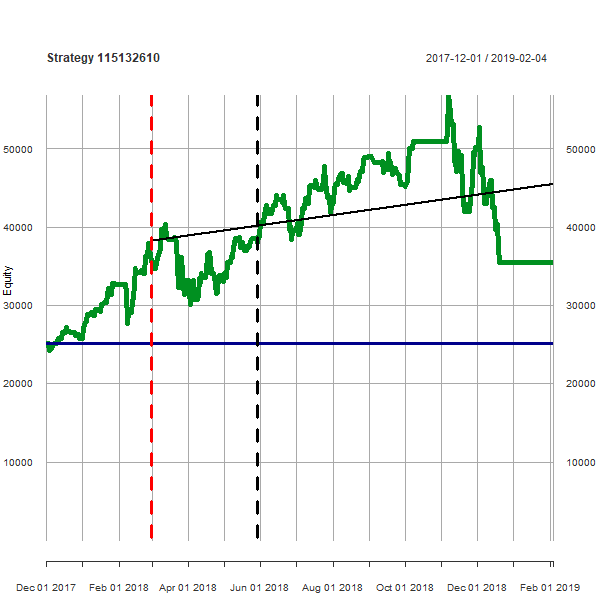 Strategy 115132610
2017-12-01 / 2019-02-04
50000
50000
40000
40000
Equity
30000
30000
20000
20000
10000
10000
Dec 01 2017
Feb 01 2018
Apr 01 2018
Jun 01 2018
Aug 01 2018
Oct 01 2018
Dec 01 2018
Feb 01 2019